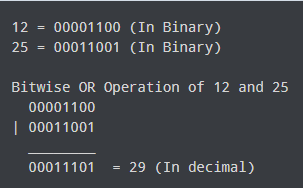 12 = 00001100 (In Binary)
25 = 00011001 (In Binary)
Bitwise OR Operation of 12 and 25
00001100
| 00011001
________
00011101 = 29 (In decimal)